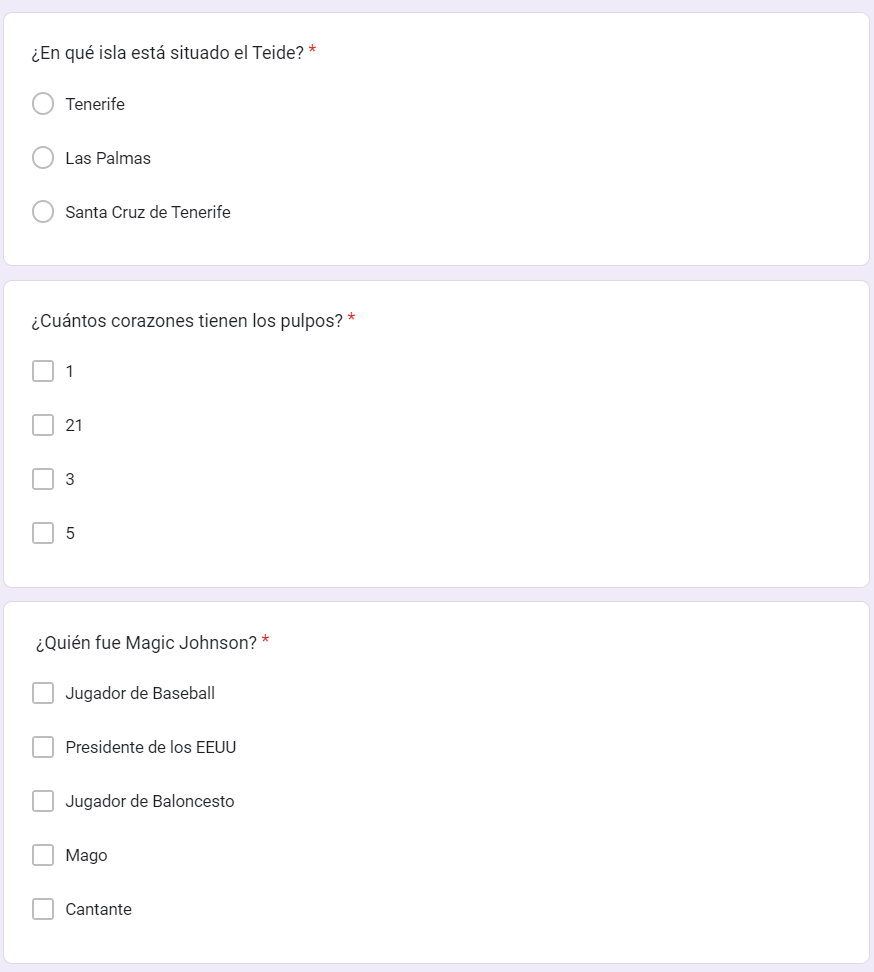 ¿En qué isla está situado el Teide? *
Tenerife
Las Palmas
Santa Cruz de Tenerife
¿Cuántos corazones tienen los pulpos? *
1
21
3
5
¿Quién fue Magic Johnson? *
Jugador de Baseball
Presidente de los EEUU
Jugador de Baloncesto
Mago
Cantante